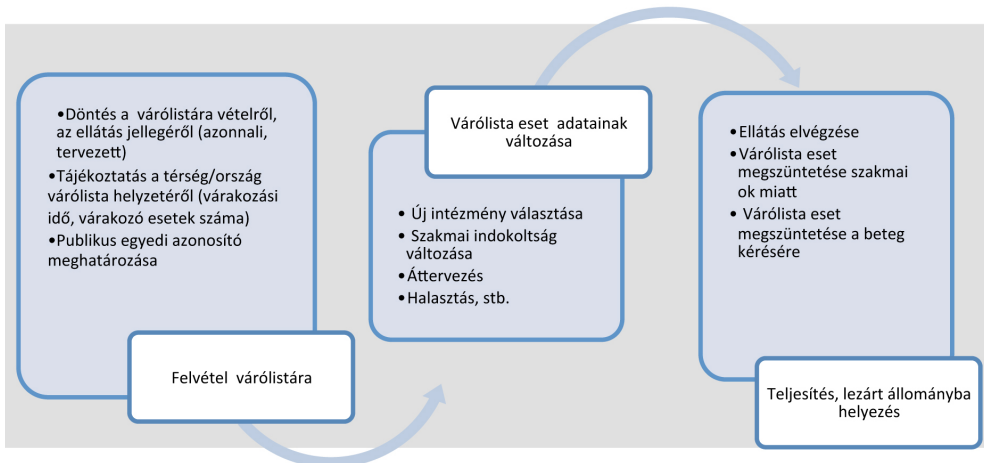 •Döntés a várólistára vételről,
az ellátás jellegéről (azonnali,
tervezett)
•Tájékoztatás a térség/ország
várólista helyzetéről (várakozási
idő, várakozó esetek száma)
•Publikus egyedi azonosító
meghatározása
Felvétel várólistára
Várólista eset adatainak
változása
• Új intézmény választása
• Szakmai indokoltság
változása
•Áttervezés
•Halasztás, stb.
•Ellátás elvégzése
•Várólista eset
megszüntetése szakmai
ok miatt
• Várólista eset
megszüntetése a beteg
kérésére
Teljesítés, lezárt állományba
helyezés